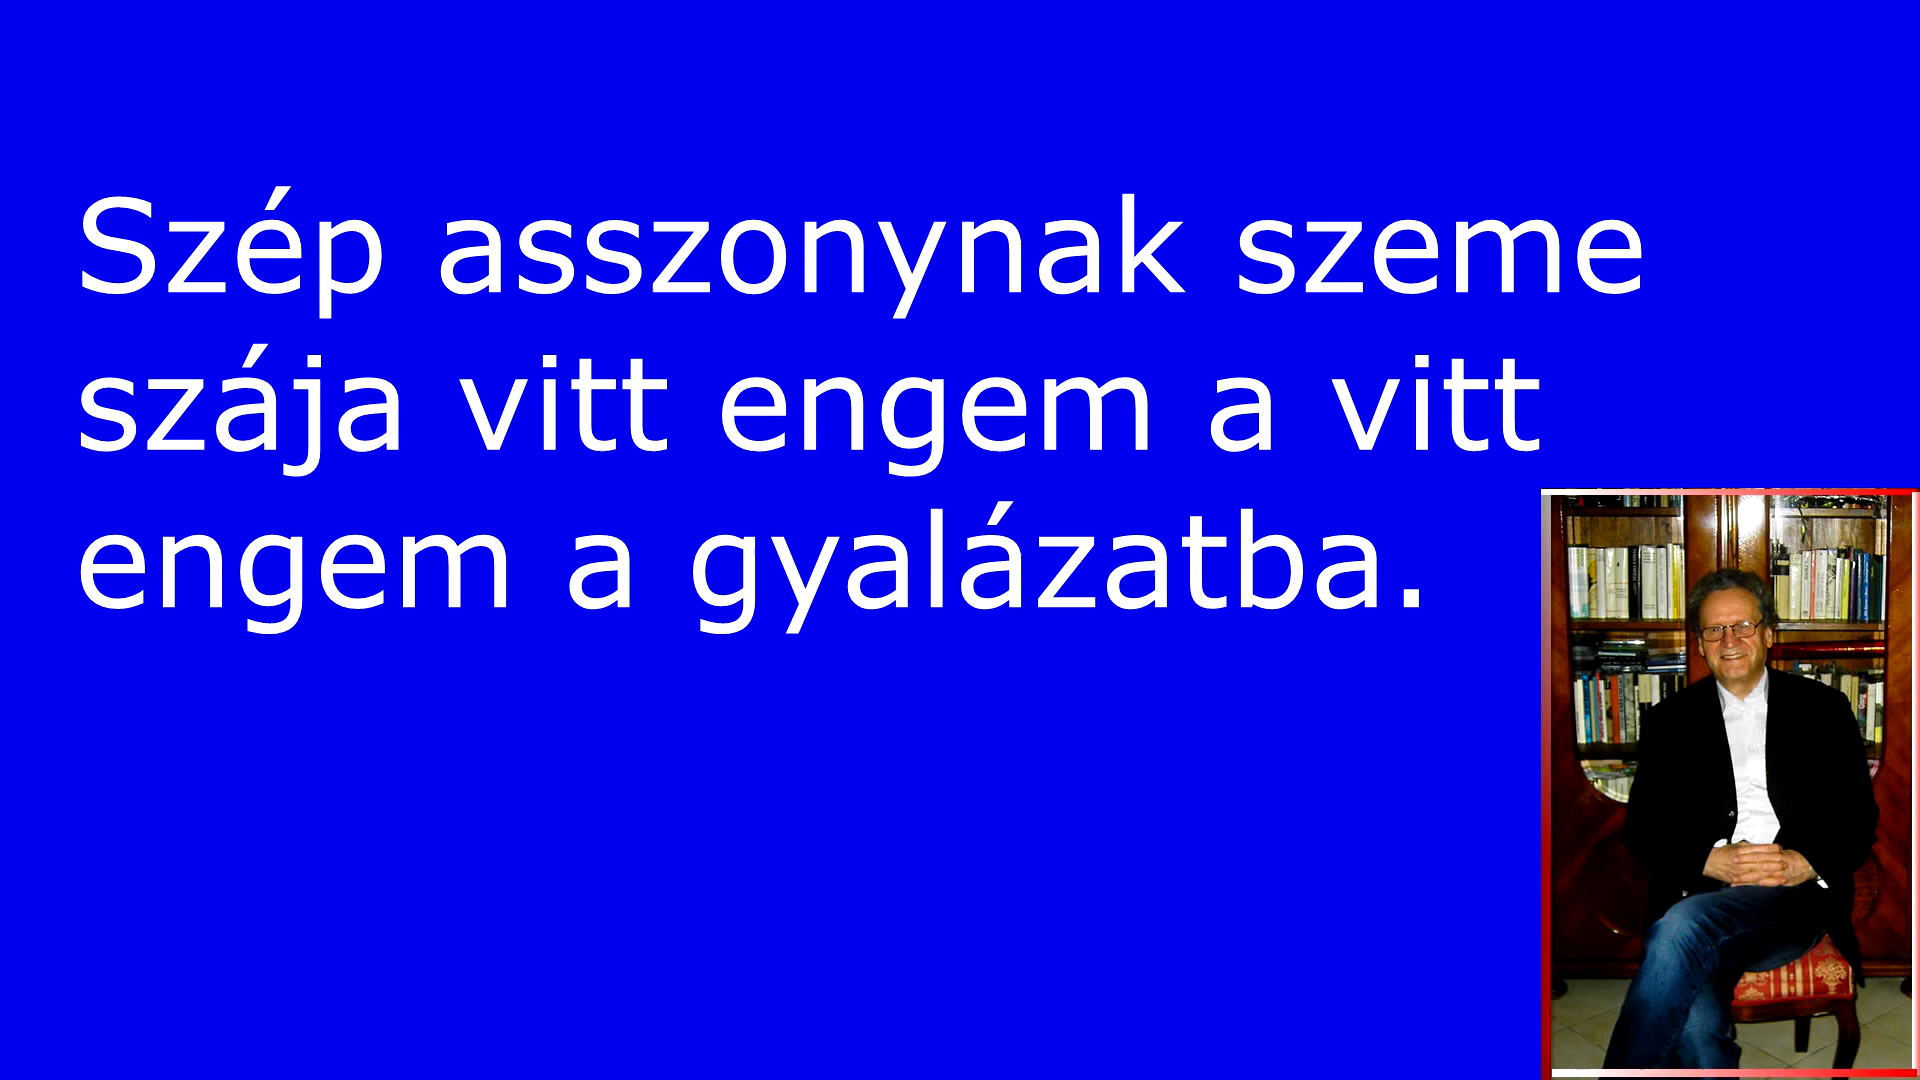 Szép asszonynak szeme
szája vitt engem a vitt
engem a gyalázatba.